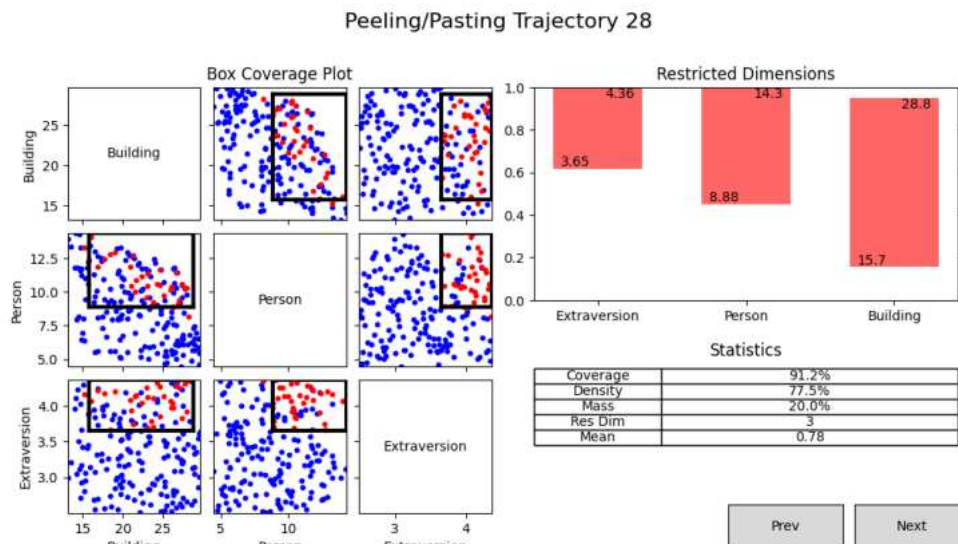 Peeling/Pasting Trajectory 28
Box Coverage Plot
Building
25
20
15
Building
Person
12.5
10.0
7.5
5.0
Person
Extraversion
4.0
3.5
3.0
Extraversion
15 20 25
5 10
3 4
Building
Person
Extraversion
Restricted Dimensions
1.0
0.8
0.6
0.4
0.2
0.0
4.36
3.65
14.3
8.88
28.8
15.7
Extraversion Person Building
Statistics
Coverage 91.2%
Density 77.5%
Mass 20.0%
Res Dim 3
Mean 0.78
Prev Next